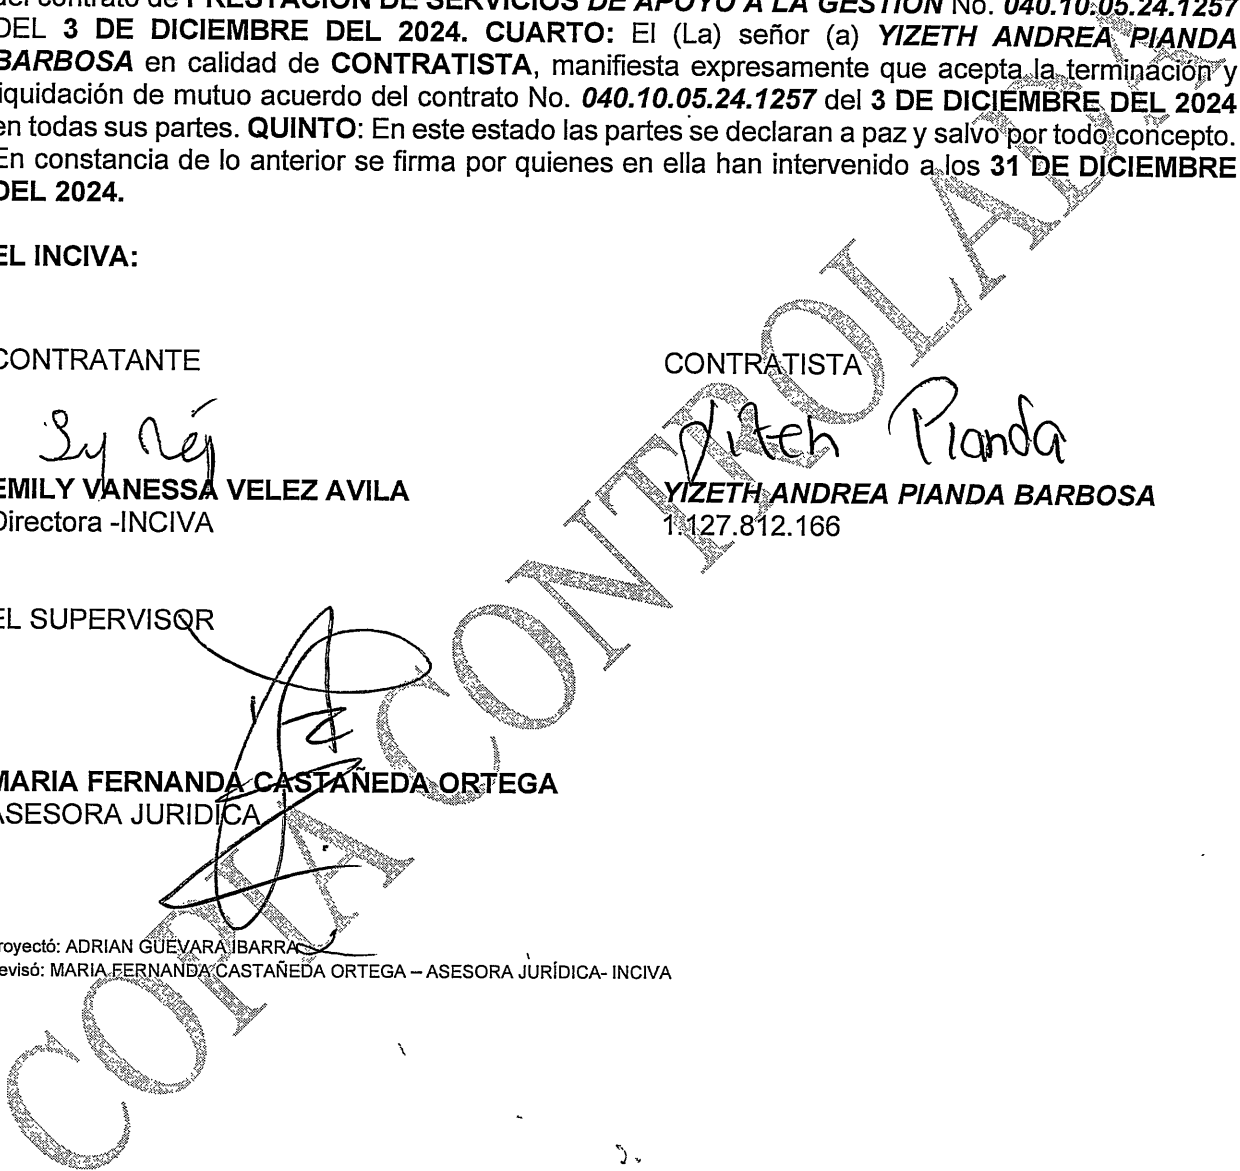 del contrato de PRESTACIÓN DE SERVICIOS DE APOYO A LA GESTIÓN No. 040.10.05.24.1257
DEL 3 DE DICIEMBRE DEL 2024. CUARTO: El (La) señor (a) YIZETH ANDREA PIANDA
BARBOSA en calidad de CONTRATISTA, manifiesta expresamente que acepta la terminación y
liquidación de mutuo acuerdo del contrato No. 040.10.05.24.1257 del 3 DE DICIEMBRE DEL 2024
en todas sus partes. QUINTO: En este estado las partes se declaran a paz y salvo por todo concepto.
En constancia de lo anterior se firma por quienes en ella han intervenido a los 31 DE DICIEMBRE
DEL 2024.
EL INCIVA:
CONTRATANTE
CONTRATISTA
Pianda
EMILY VANESSA VELEZ AVILA
YIZETH ANDREA PIANDA BARBOSA
Directora -INCIVA
1.127.812.166
EL SUPERVISOR
MARIA FERNANDA CASTAÑEDA ORTEGA
ASESORA JURIDICA
royectó: ADRIAN GUEVARA IBARRA
evisó: MARIA FERNANDA CASTAÑEDA ORTEGA – ASESORA JURÍDICA- INCIVA
COPIA CONTROLADA